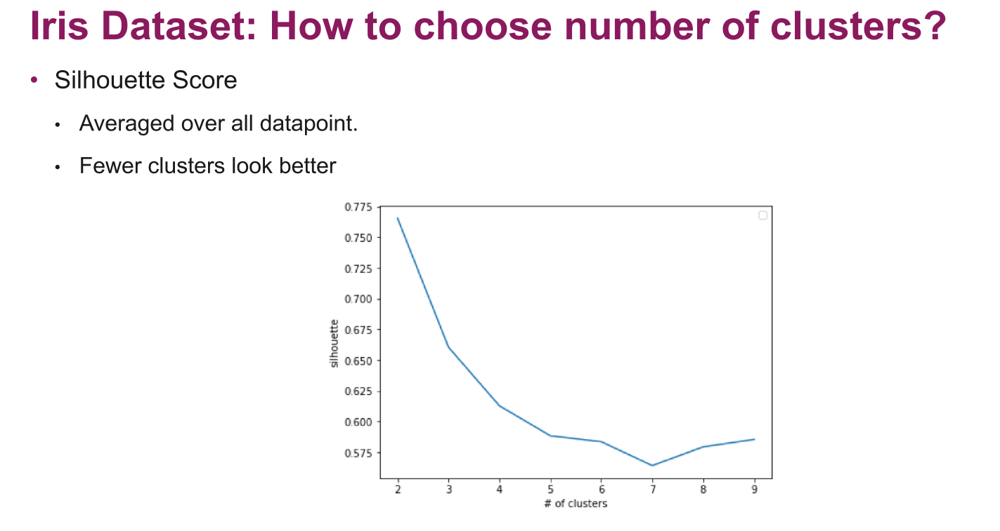 Iris Dataset: How to choose number of clusters?
• Silhouette Score
• Averaged over all datapoint.
• Fewer clusters look better
0.775
0.750
0.725
0.700
0.675
0.650
0.625
0.600
0.575
silhouette
2 3 4 5 6 7 8 9
# of clusters